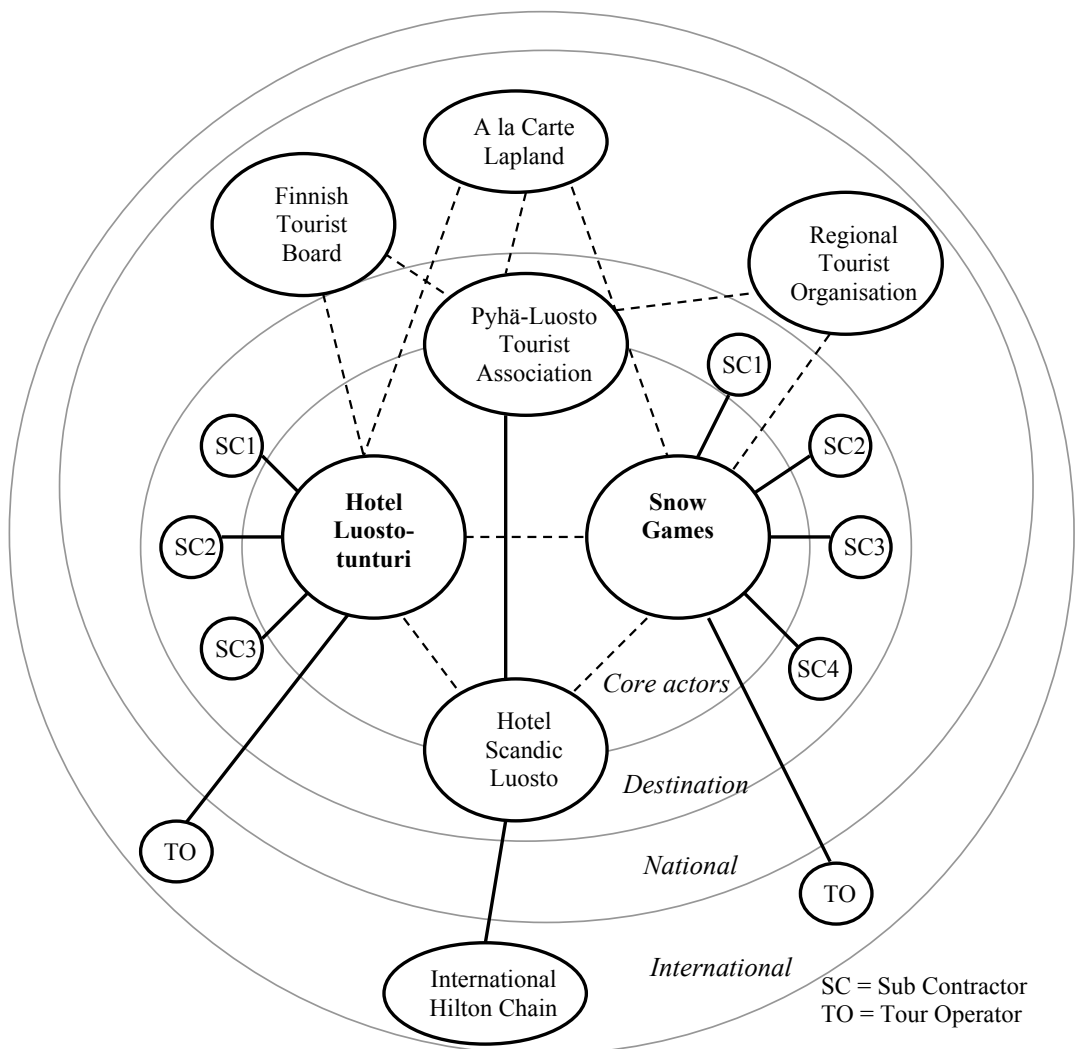 A la Carte
Lapland
Finnish
Tourist
Board
Regional
Tourist
Organisation
Pyhä-Luosto
Tourist
Association
SC1
SC1
SC2
Hotel
Luosto-
tunturi
Snow
Games
SC2
SC3
SC3
SC4
Core actors
Hotel
Scandic
Luosto
Destination
TO
National
TO
International
International
Hilton Chain
SC = Sub Contractor
TO = Tour Operator